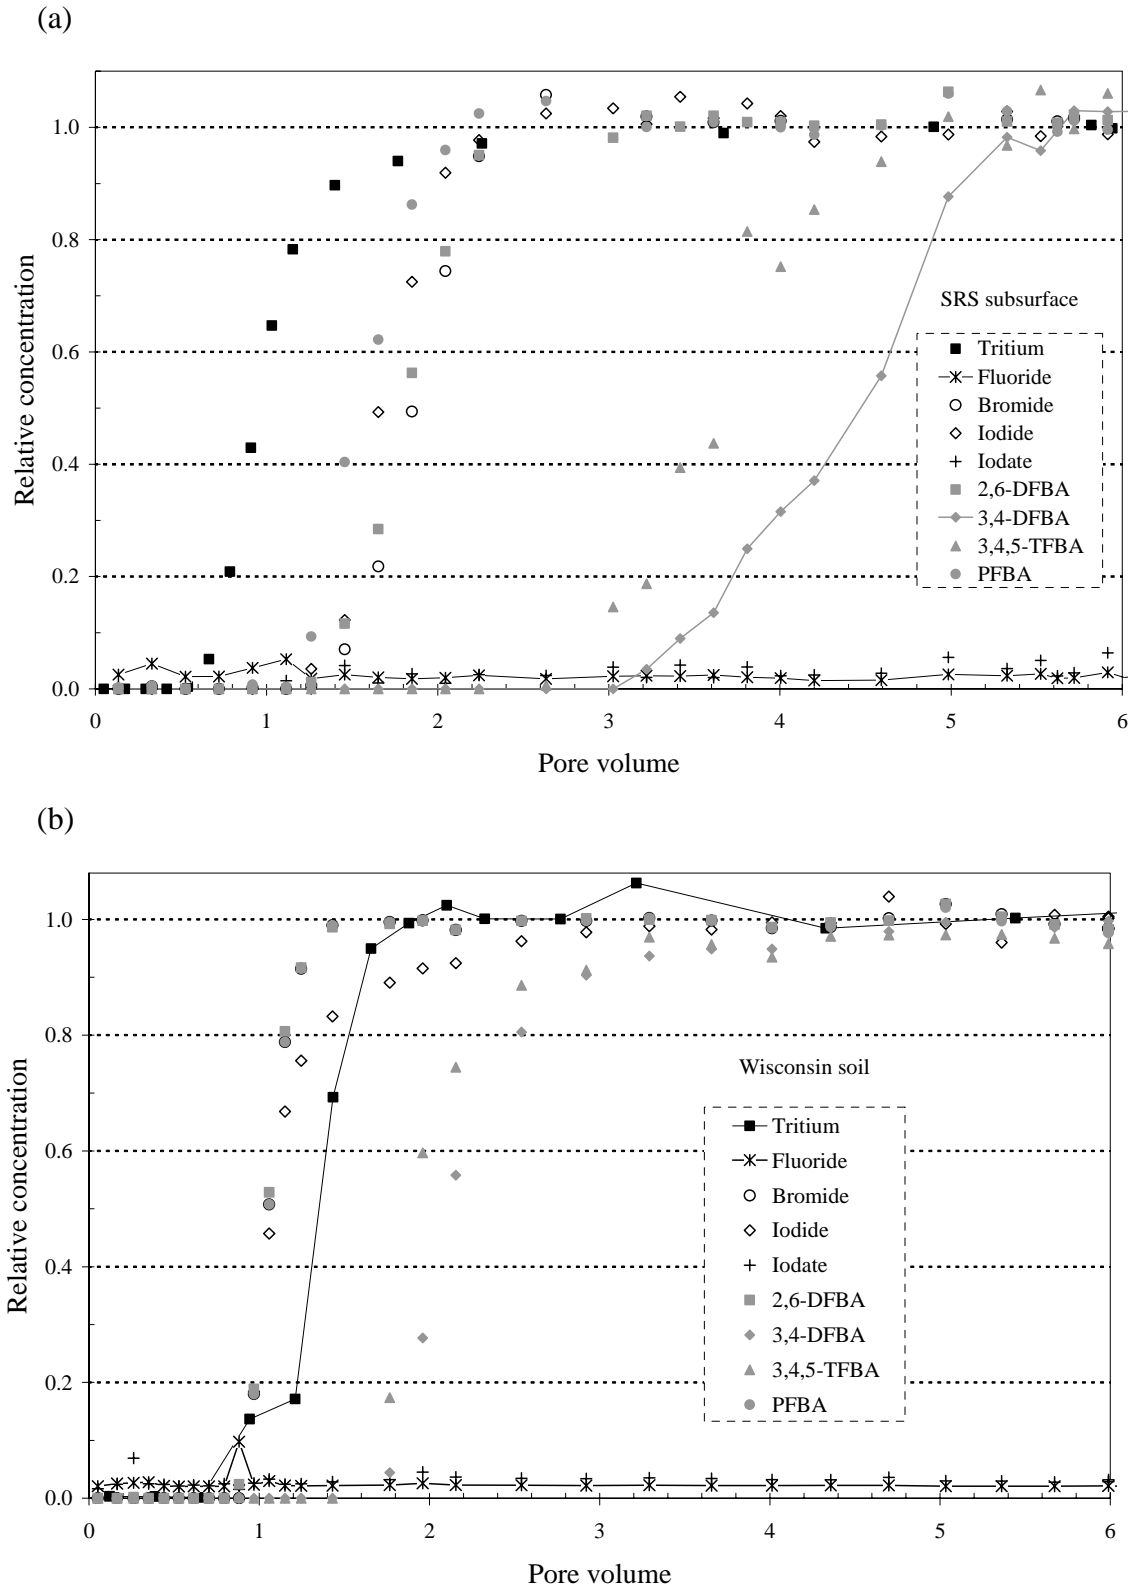 (a)
1.0
0.8
0.6
0.4
0.2
0.0
Relative concentration
SRS subsurface
Tritium
Fluoride
Bromide
Iodide
Iodate
2,6-DFBA
3,4-DFBA
3,4,5-TFBA
PFBA
0 1 2 3 4 5 6
Pore volume
(b)
1.0
0.8
0.6
0.4
0.2
0.0
Relative concentration
Wisconsin soil
Tritium
Fluoride
Bromide
Iodide
Iodate
2,6-DFBA
3,4-DFBA
3,4,5-TFBA
PFBA
0 1 2 3 4 5 6
Pore volume